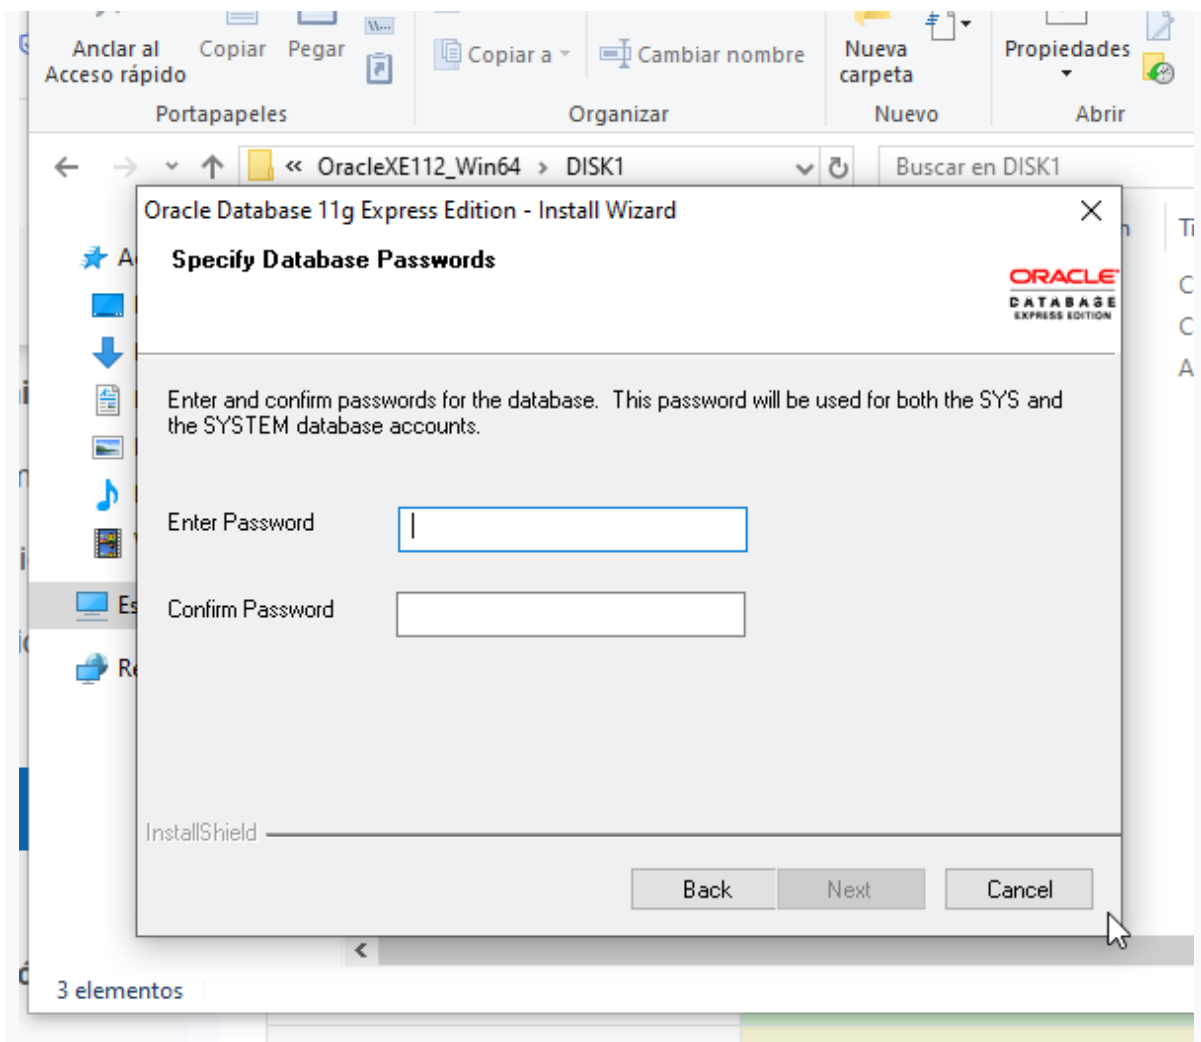 W...
Anclar al
Acceso rápido
Copiar
Pegar
Copiar a
Cambiar nombre
Nueva
carpeta
Propiedades
Portapapeles
Organizar
Nuevo
Abrir
« OracleXE112_Win64 > DISK1
Buscar en DISK1
Oracle Database 11g Express Edition - Install Wizard
Specify Database Passwords
ORACLE
DATABASE
EXPRESS EDITION
Enter and confirm passwords for the database. This password will be used for both the SYS and
the SYSTEM database accounts.
Enter Password
Confirm Password
InstallShield
Back
Next
Cancel
3 elementos